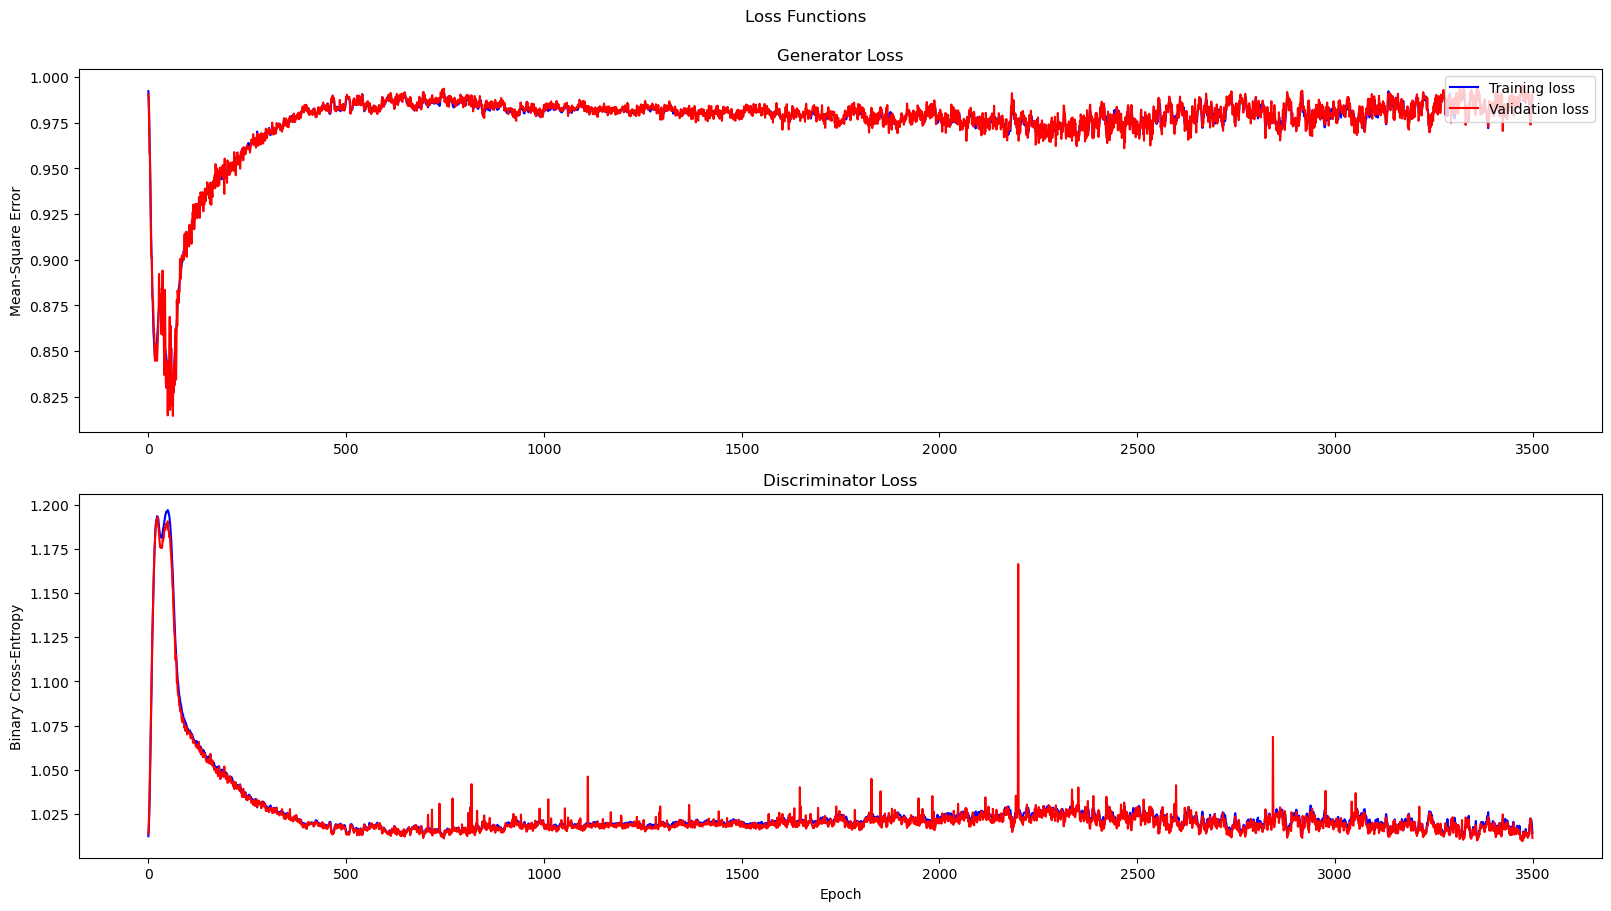 Loss Functions
Generator Loss
Mean-Square Error
1.000
0.975
0.950
0.925
0.900
0.875
0.850
0.825
Training loss
Validation loss
0 500 1000 1500 2000 2500 3000 3500
Discriminator Loss
Binary Cross-Entropy
1.200
1.175
1.150
1.125
1.100
1.075
1.050
1.025
0 500 1000 1500 2000 2500 3000 3500
Epoch